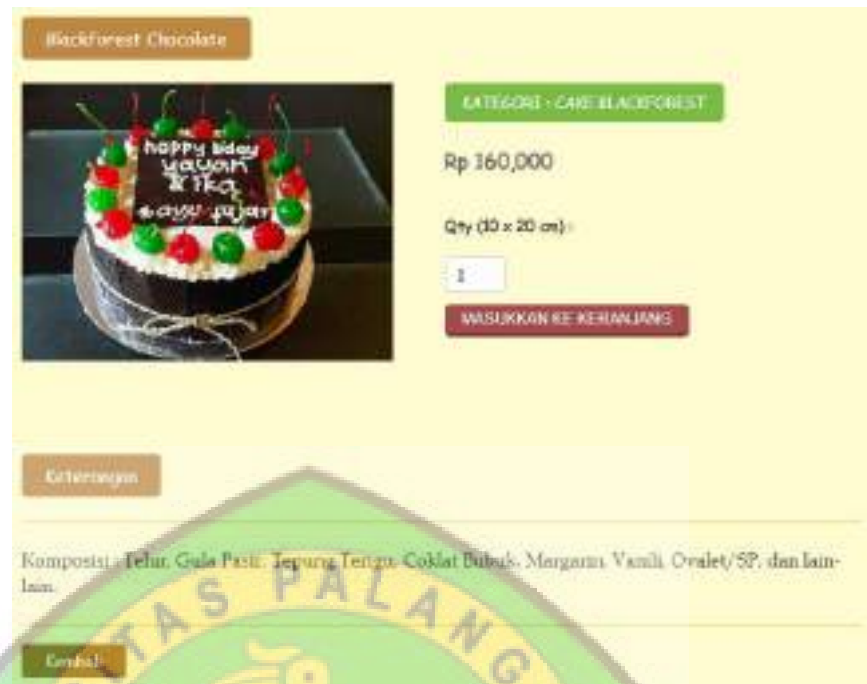 Blackforest Chocolate
KATEGORI : CAKE BLACKFOREST
happy bday
yayan
& ika
Rp 160,000
Qty (10 x 20 cm) :
1
MASUKKAN KE KERANJANG
Keterangan
Komposisi : Telur, Gula Pasir, Tepung Terigu, Coklat Bubuk, Margarin, Vanili, Ovalet/SP, dan lain-
lain.
TAS PALANG
Kembali